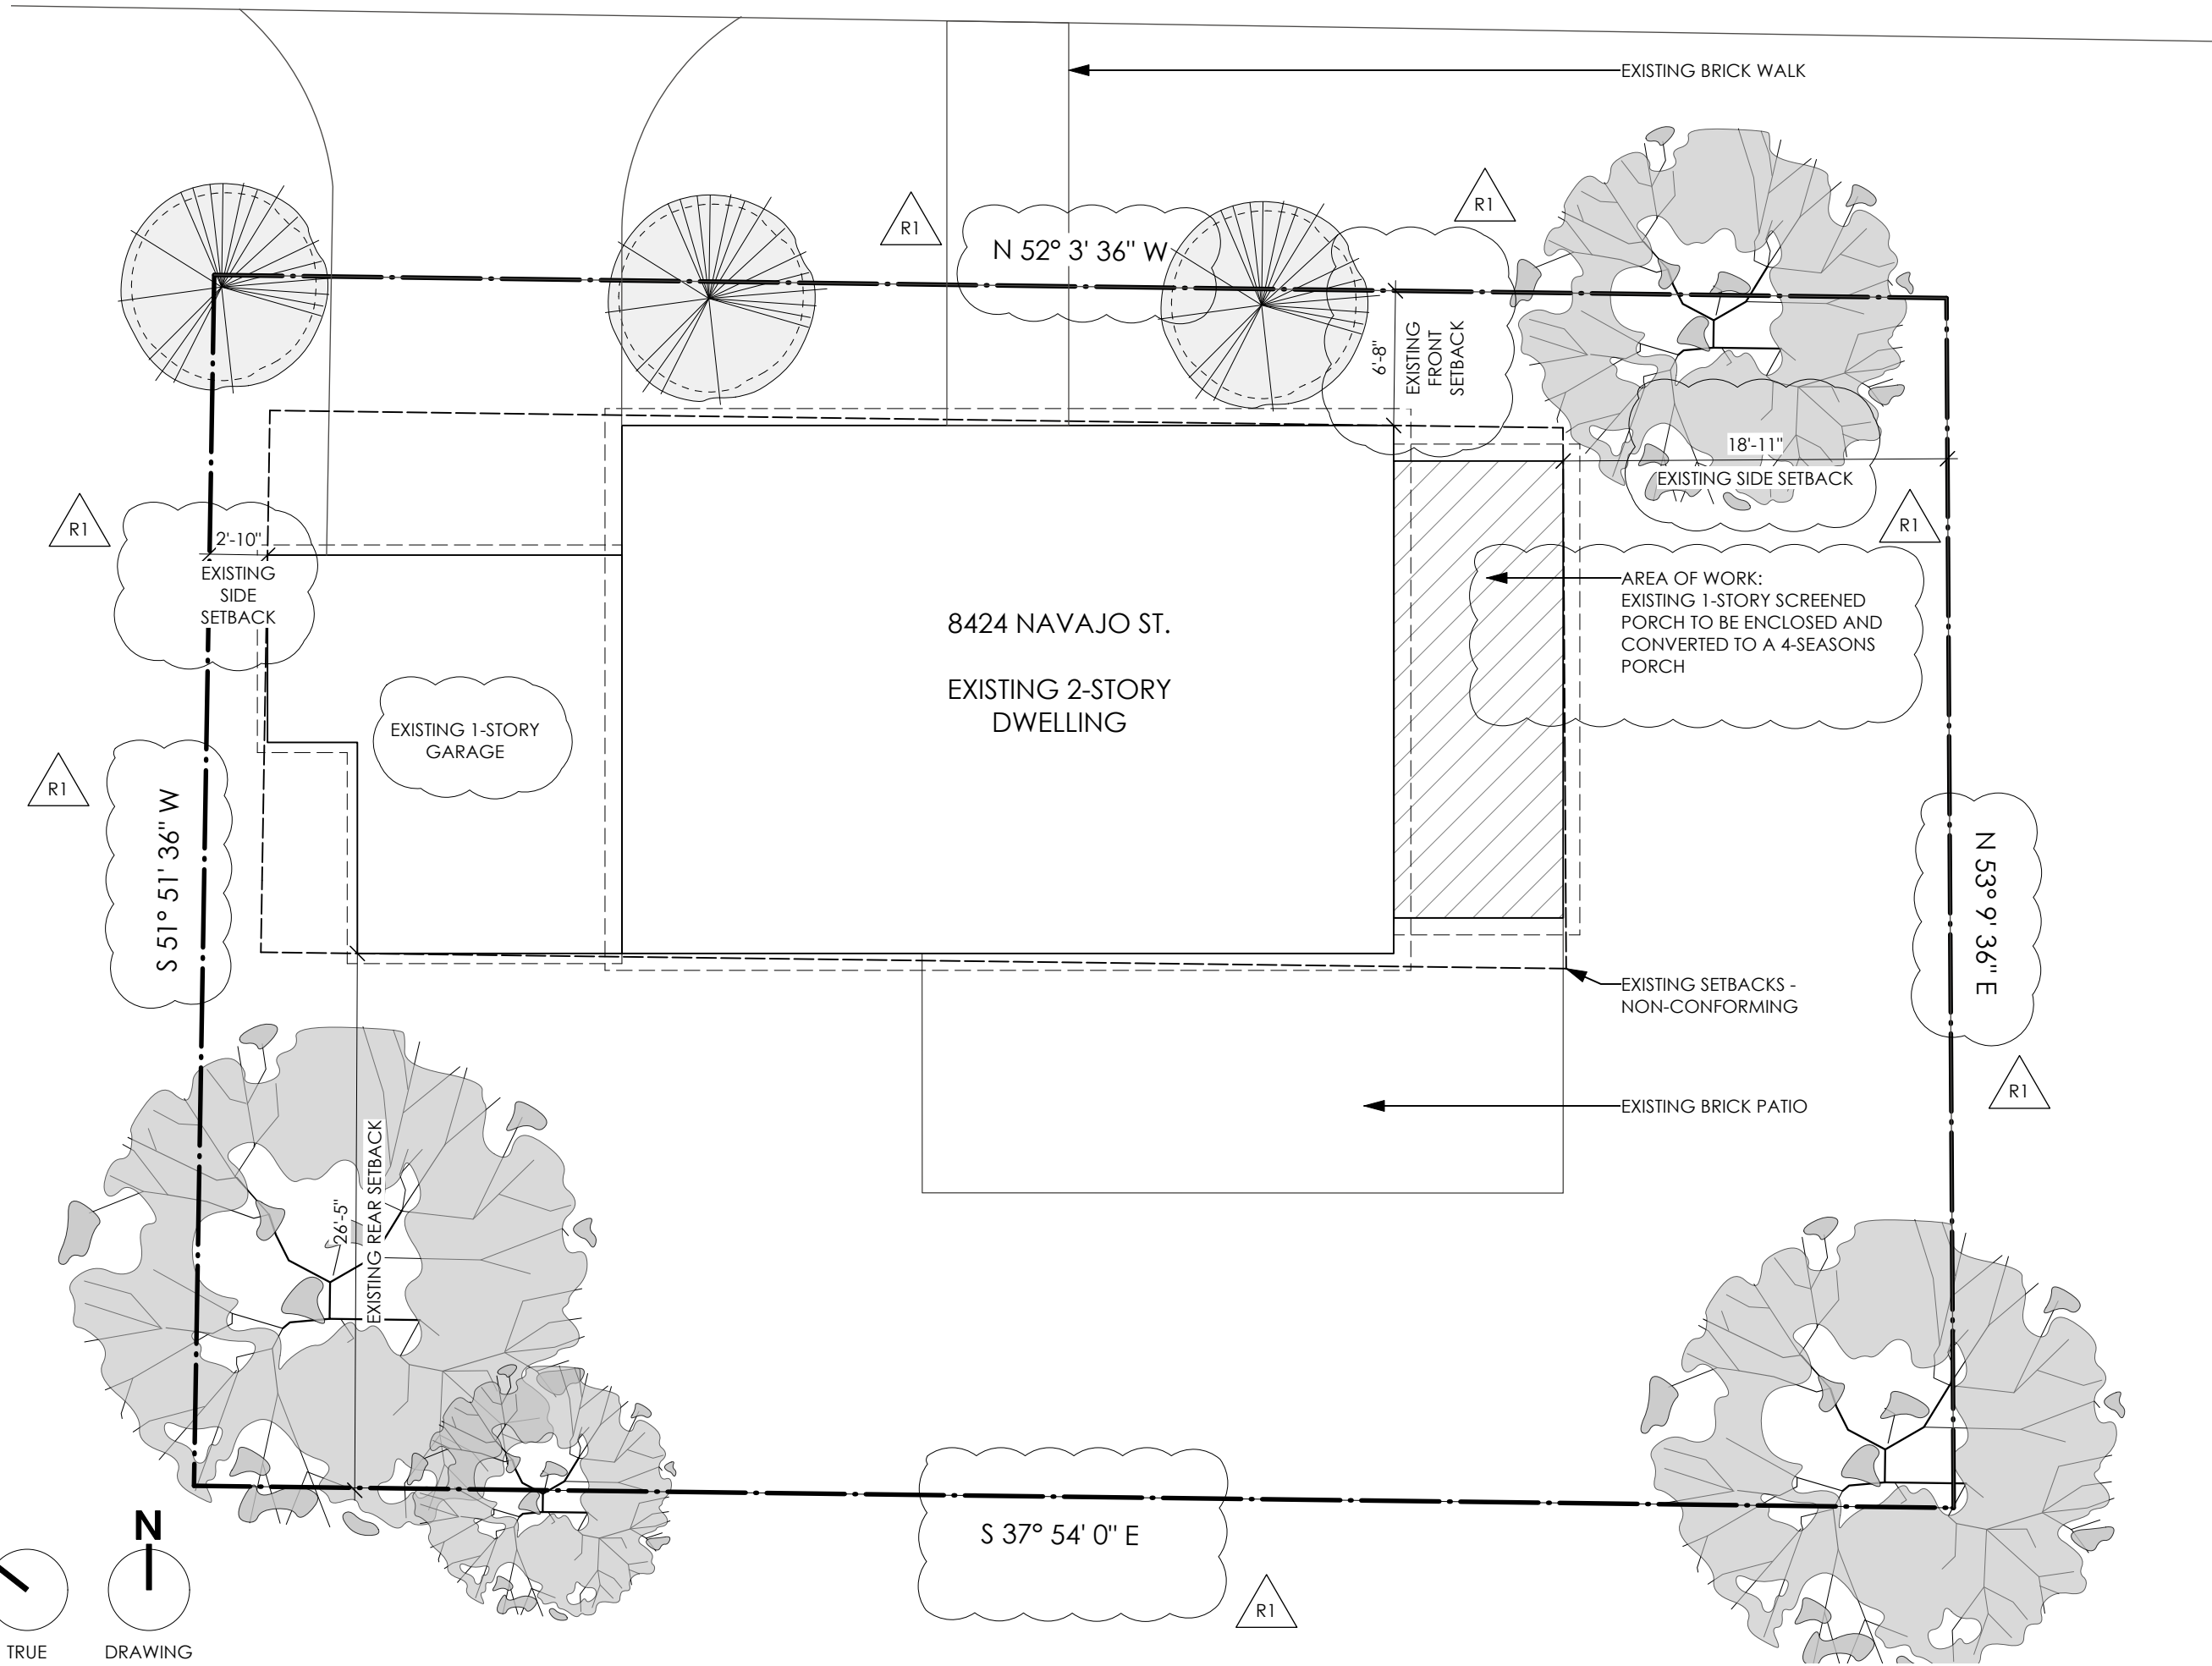 EXISTING BRICK WALK
R1
R1
N 52° 3' 36" W
6'-8"
EXISTING
FRONT
SETBACK
18'-11"
EXISTING SIDE SETBACK
R1
R1
2'-10"
EXISTING
SIDE
SETBACK
AREA OF WORK:
EXISTING 1-STORY SCREENED
PORCH TO BE ENCLOSED AND
CONVERTED TO A 4-SEASONS
PORCH
8424 NAVAJO ST.
EXISTING 2-STORY
DWELLING
EXISTING 1-STORY
GARAGE
R1
S 51° 51' 36" W
N 53° 9' 36" E
EXISTING SETBACKS -
NON-CONFORMING
R1
EXISTING BRICK PATIO
26'-5"
EXISTING REAR SETBACK
S 37° 54' 0" E
R1
N
TRUE
DRAWING